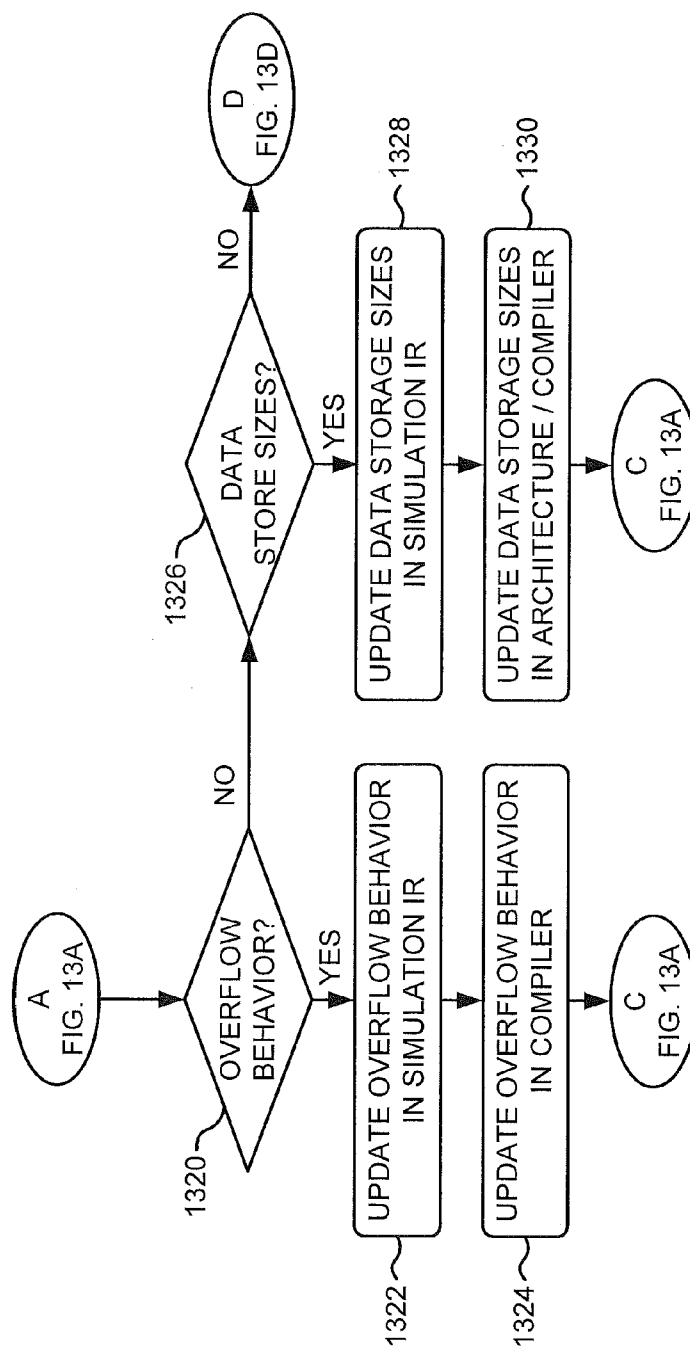 A
FIG. 13A
1320
OVERFLOW
BEHAVIOR?
NO
YES
1322
UPDATE OVERFLOW BEHAVIOR
IN SIMULATION IR
1324
UPDATE OVERFLOW BEHAVIOR
IN COMPILER
C
FIG. 13A
1326
DATA
STORE SIZES?
NO
D
FIG. 13D
YES
UPDATE DATA STORAGE SIZES
IN SIMULATION IR
1328
UPDATE DATA STORAGE SIZES
IN ARCHITECTURE / COMPILER
1330
C
FIG. 13A